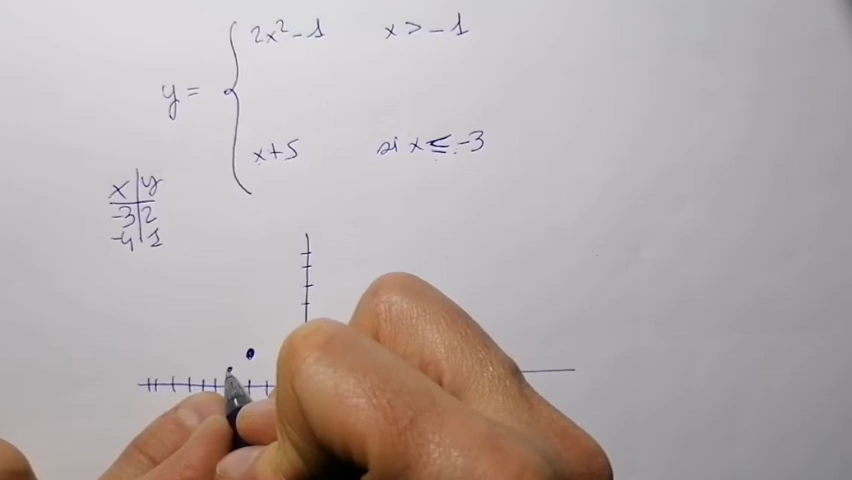 2x² - 1 x > - 1
y =
x + 5 si x ≤ -3
x y
-3 2
-4 1